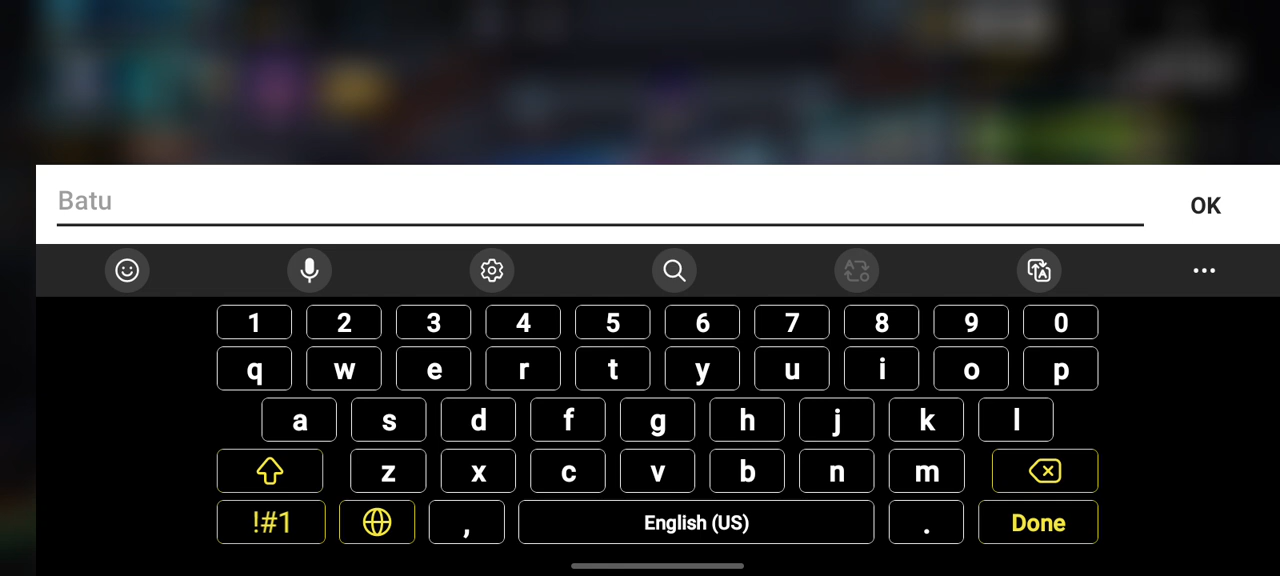 Batu
OK
1 2 3 4 5 6 7 8 9 0
q w e r t y u i o p
a s d f g h j k l
z x c v b n m
!#1 , English (US) . Done